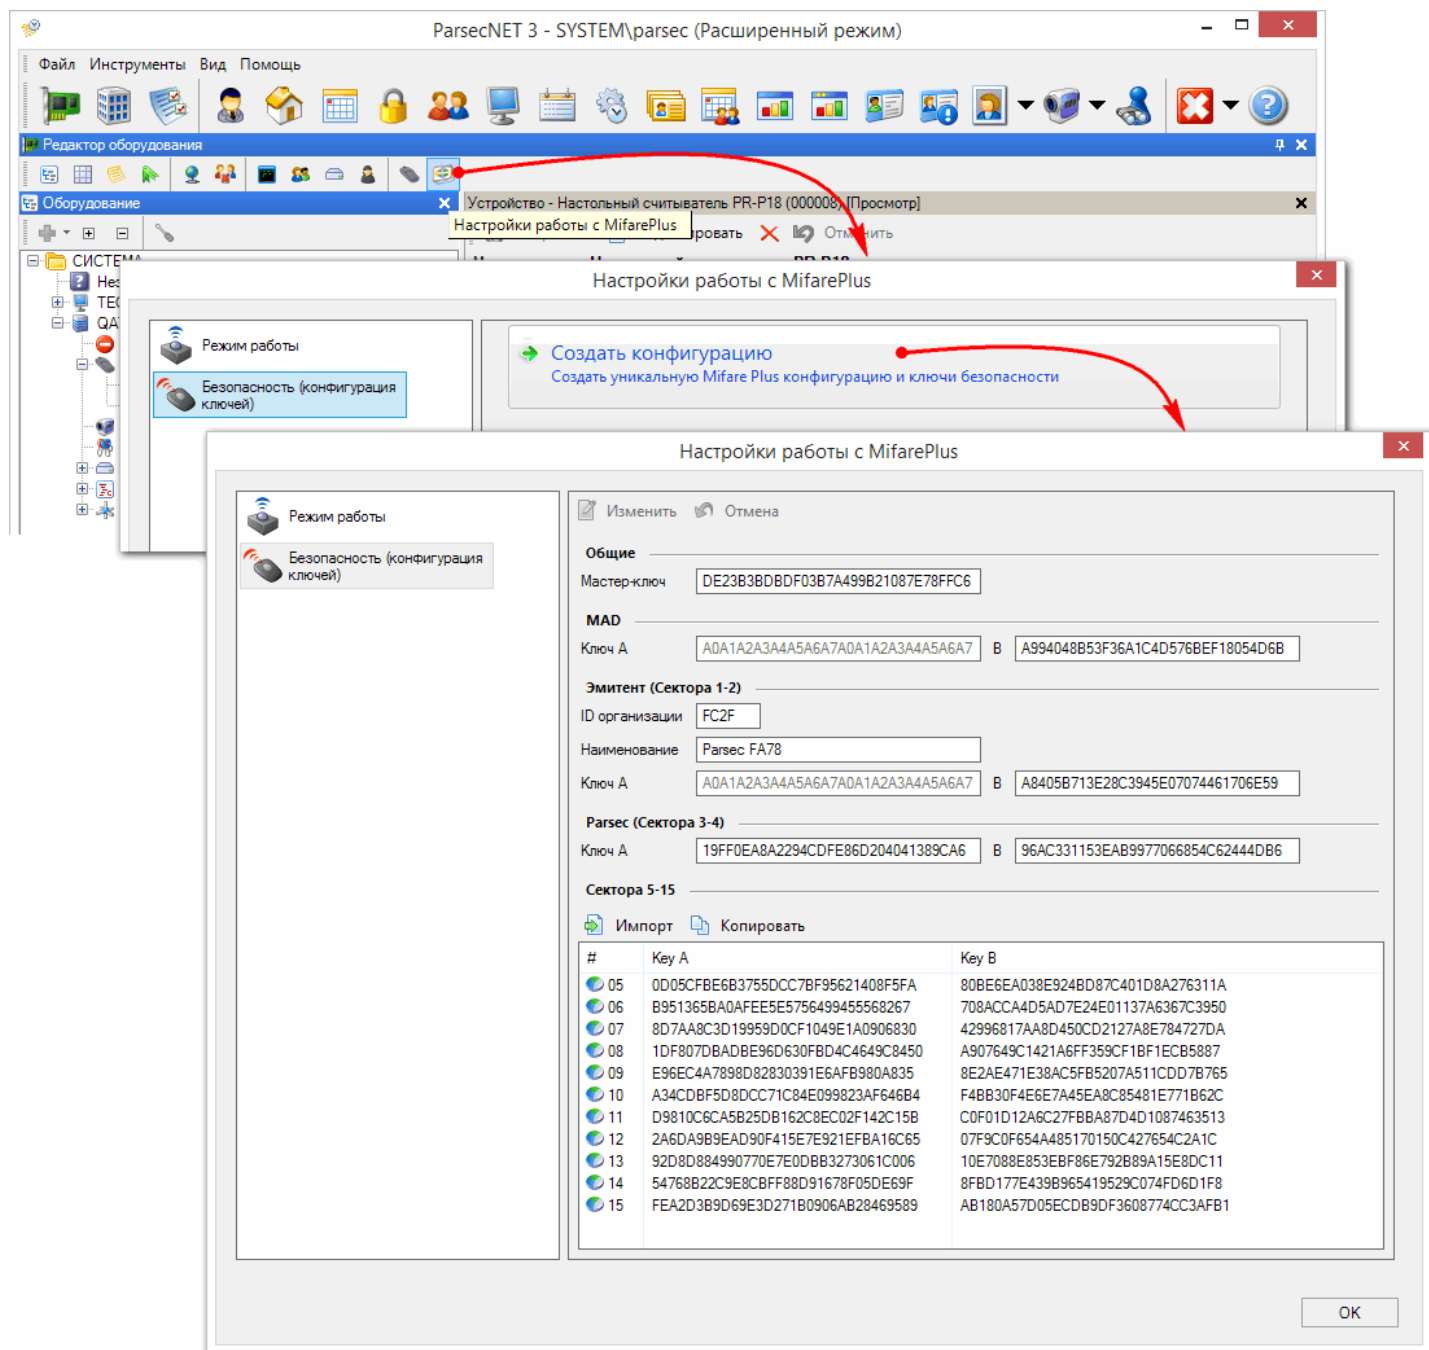 ParsecNET 3 - SYSTEM\parsec (Расширенный режим)
Файл Инструменты Вид Помощь
Редактор оборудования
Оборудование
Устройство - Настольный считыватель PR-P18 (000008) [Просмотр]
Настройки работы с MifarePlus
СИСТЕМА
Настройки работы с MifarePlus
Режим работы
Безопасность (конфигурация
ключей)
Создать конфигурацию
Создать уникальную Mifare Plus конфигурацию и ключи безопасности
Настройки работы с MifarePlus
Режим работы
Безопасность (конфигурация
ключей)
Изменить Отмена
Общие
Мастер-ключ DE23B3BDBDF03B7A499B21087E78FFC6
MAD
Ключ A A0A1A2A3A4A5A6A7A0A1A2A3A4A5A6A7 B A994048B53F36A1C4D576BEF18054D6B
Эмитент (Сектора 1-2)
ID организации FC2F
Наименование Parsec FA78
Ключ A A0A1A2A3A4A5A6A7A0A1A2A3A4A5A6A7 B A8405B713E28C3945E07074461706E59
Parsec (Сектора 3-4)
Ключ A 19FF0EA8A2294CDFE86D204041389CA6 B 96AC331153EAB9977066854C62444DB6
Сектора 5-15
Импорт Копировать
# Key A Key B
05 0D05CFBE6B3755DCC7BF95621408F5FA 80BE6EA038E924BD87C401D8A276311A
06 B951365BA0AFEE5E5756499455568267 708ACCA4D5AD7E24E01137A6367C3950
07 8D7AA8C3D19959D0CF1049E1A0906830 42996817AA8D450CD2127A8E784727DA
08 1DF807DBADBE96D630FBD4C4649C8450 A907649C1421A6FF359CF1BF1ECB5887
09 E96EC4A7898D82830391E6AFB980A835 8E2AE471E38AC5FB5207A511CDD7B765
10 A34CDBF5D8DCC71C84E099823AF646B4 F4BB30F4E6E7A45EA8C85481E771B62C
11 D9810C6CA5B25DB162C8EC02F142C15B C0F01D12A6C27FBBA87D4D1087463513
12 2A6DA9B9EAD90F415E7E921EFBA16C65 07F9C0F654A485170150C427654C2A1C
13 92D8D884990770E7E0DBB3273061C006 10E7088E853EBF86E792B89A15E8DC11
14 54768B22C9E8CBFF88D91678F05DE69F 8FBD177E439B965419529C074FD6D1F8
15 FEA2D3B9D69E3D271B0906AB28469589 AB180A57D05ECDB9DF3608774CC3AFB1
OK